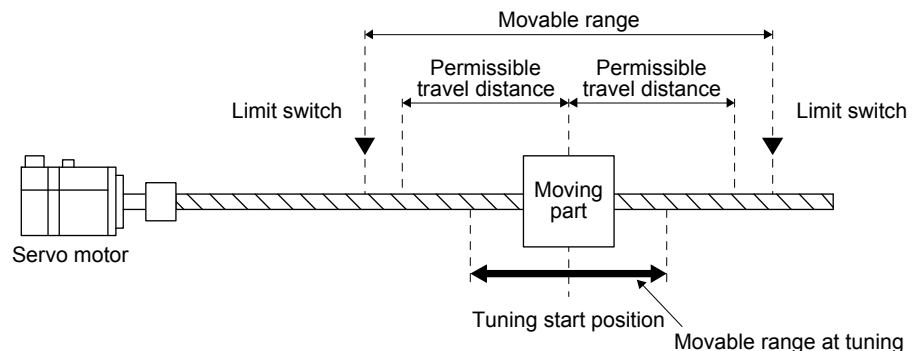 Movable range
Permissible
travel distance
Permissible
travel distance
Limit switch
Limit switch
Moving
part
Servo motor
Tuning start position
Movable range at tuning